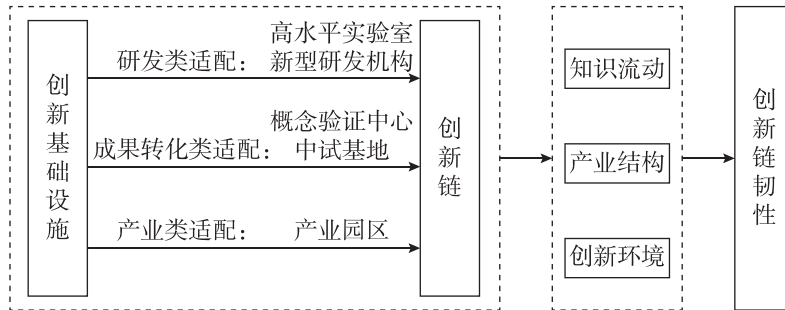 创新基础设施
研发类适配：
高水平实验室
新型研发机构
成果转化类适配：
概念验证中心
中试基地
产业类适配：
产业园区
创新链
知识流动
产业结构
创新环境
创新链韧性